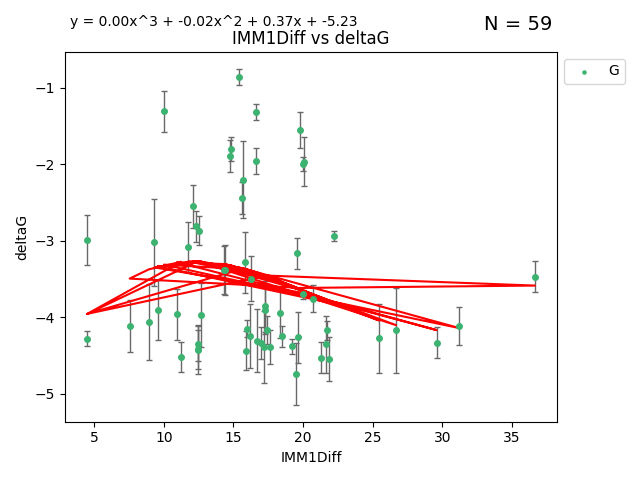 y = 0.00x^3 + -0.02x^2 + 0.37x + -5.23
N = 59
IMM1Diff vs deltaG
G
deltaG
−1
−2
−3
−4
−5
5 10 15 20 25 30 35
IMM1Diff